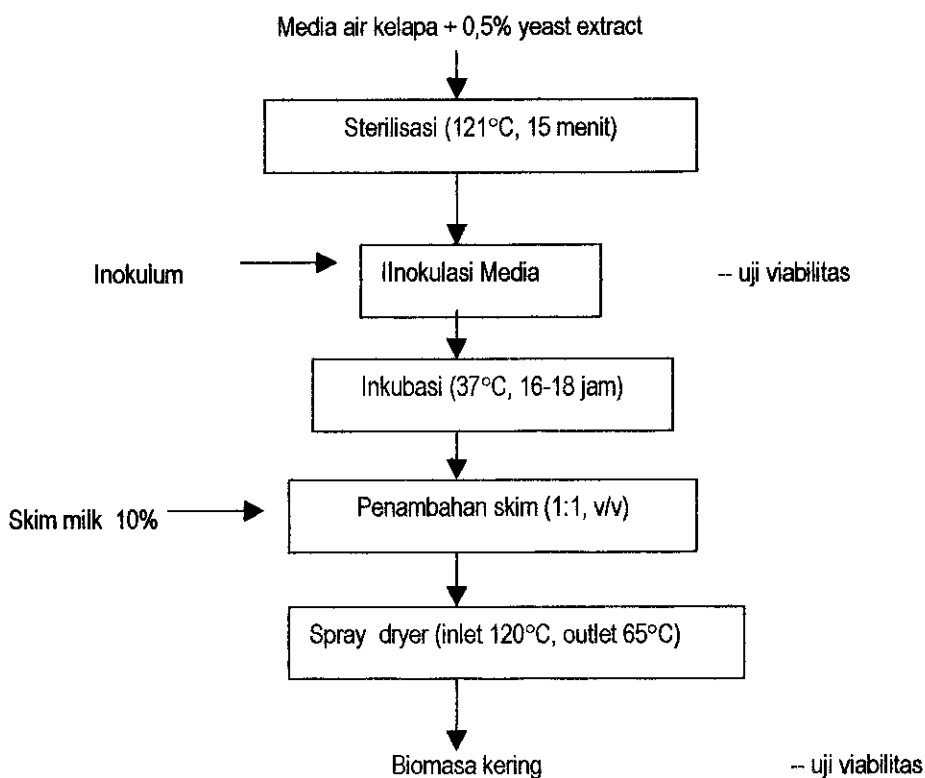 Media air kelapa + 0,5% yeast extract
Sterilisasi (121°C, 15 menit)
Inokulum
IInokulasi Media
-- uji viabilitas
Inkubasi (37°C, 16-18 jam)
Skim milk 10%
Penambahan skim (1:1, v/v)
Spray dryer (inlet 120°C, outlet 65°C)
Biomasa kering
-- uji viabilitas